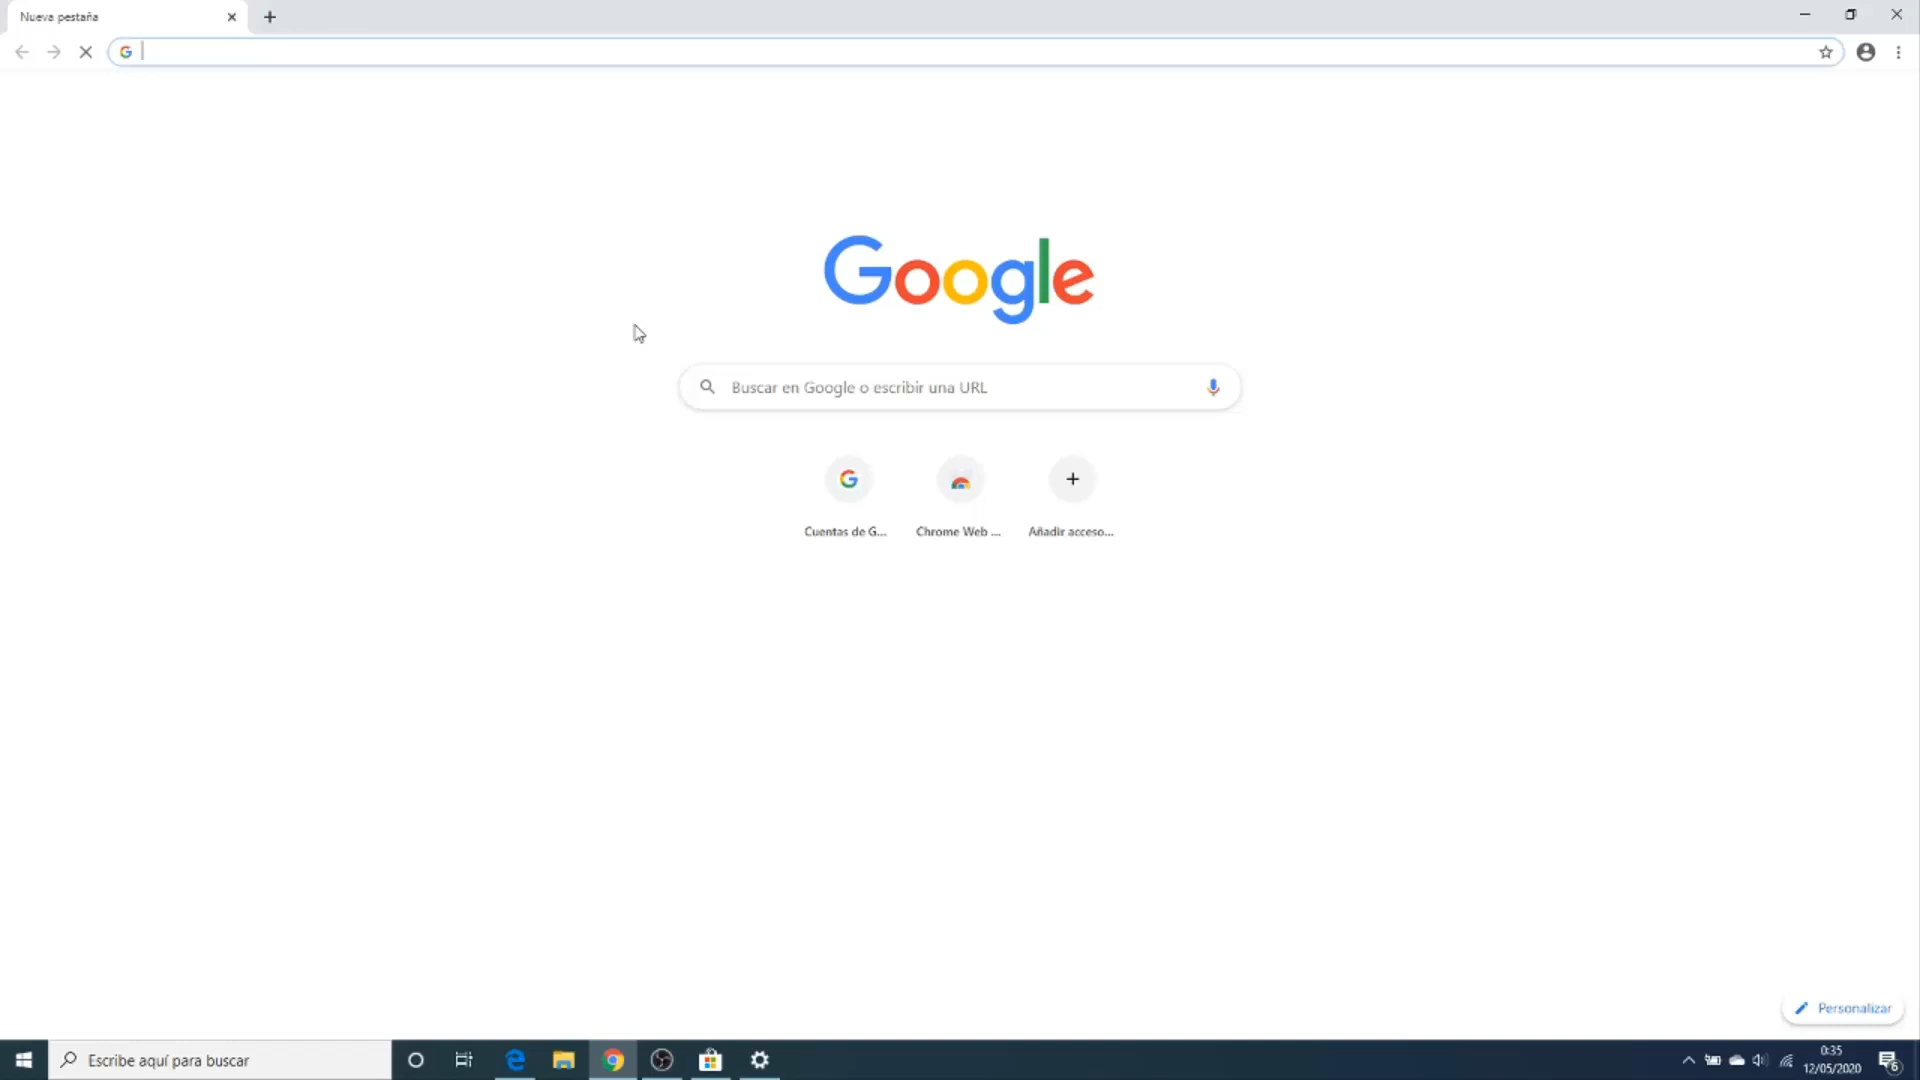 Nueva pestaña
Google
Buscar en Google o escribir una URL
Cuentas de G...
Chrome Web ...
Añadir acceso...
Personalizar
Escribe aquí para buscar
0:35
12/05/2020
6